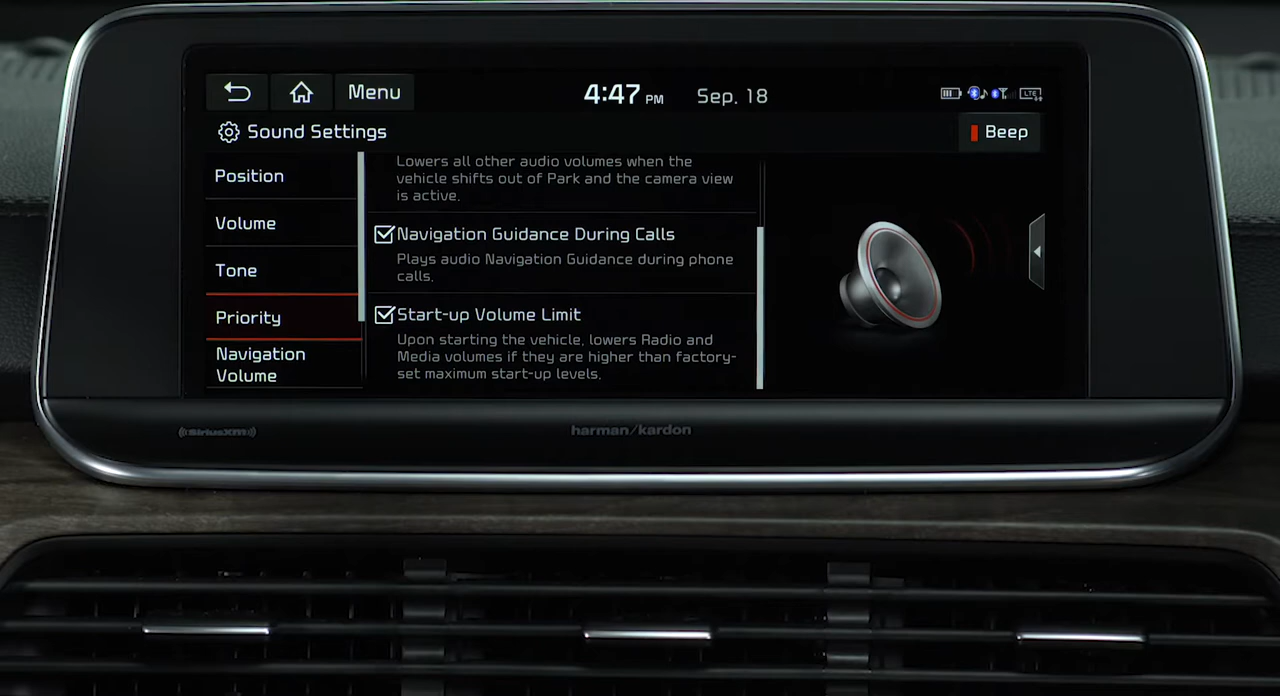 Menu
4:47 PM Sep. 18
LTE
Sound Settings
Beep
Position
Volume
Tone
Priority
Navigation
Volume
Lowers all other audio volumes when the
vehicle shifts out of Park and the camera view
is active.
Navigation Guidance During Calls
Plays audio Navigation Guidance during phone
calls.
Start-up Volume Limit
Upon starting the vehicle, lowers Radio and
Media volumes if they are higher than factory-
set maximum start-up levels.
((SiriusXM))
harman/kardon